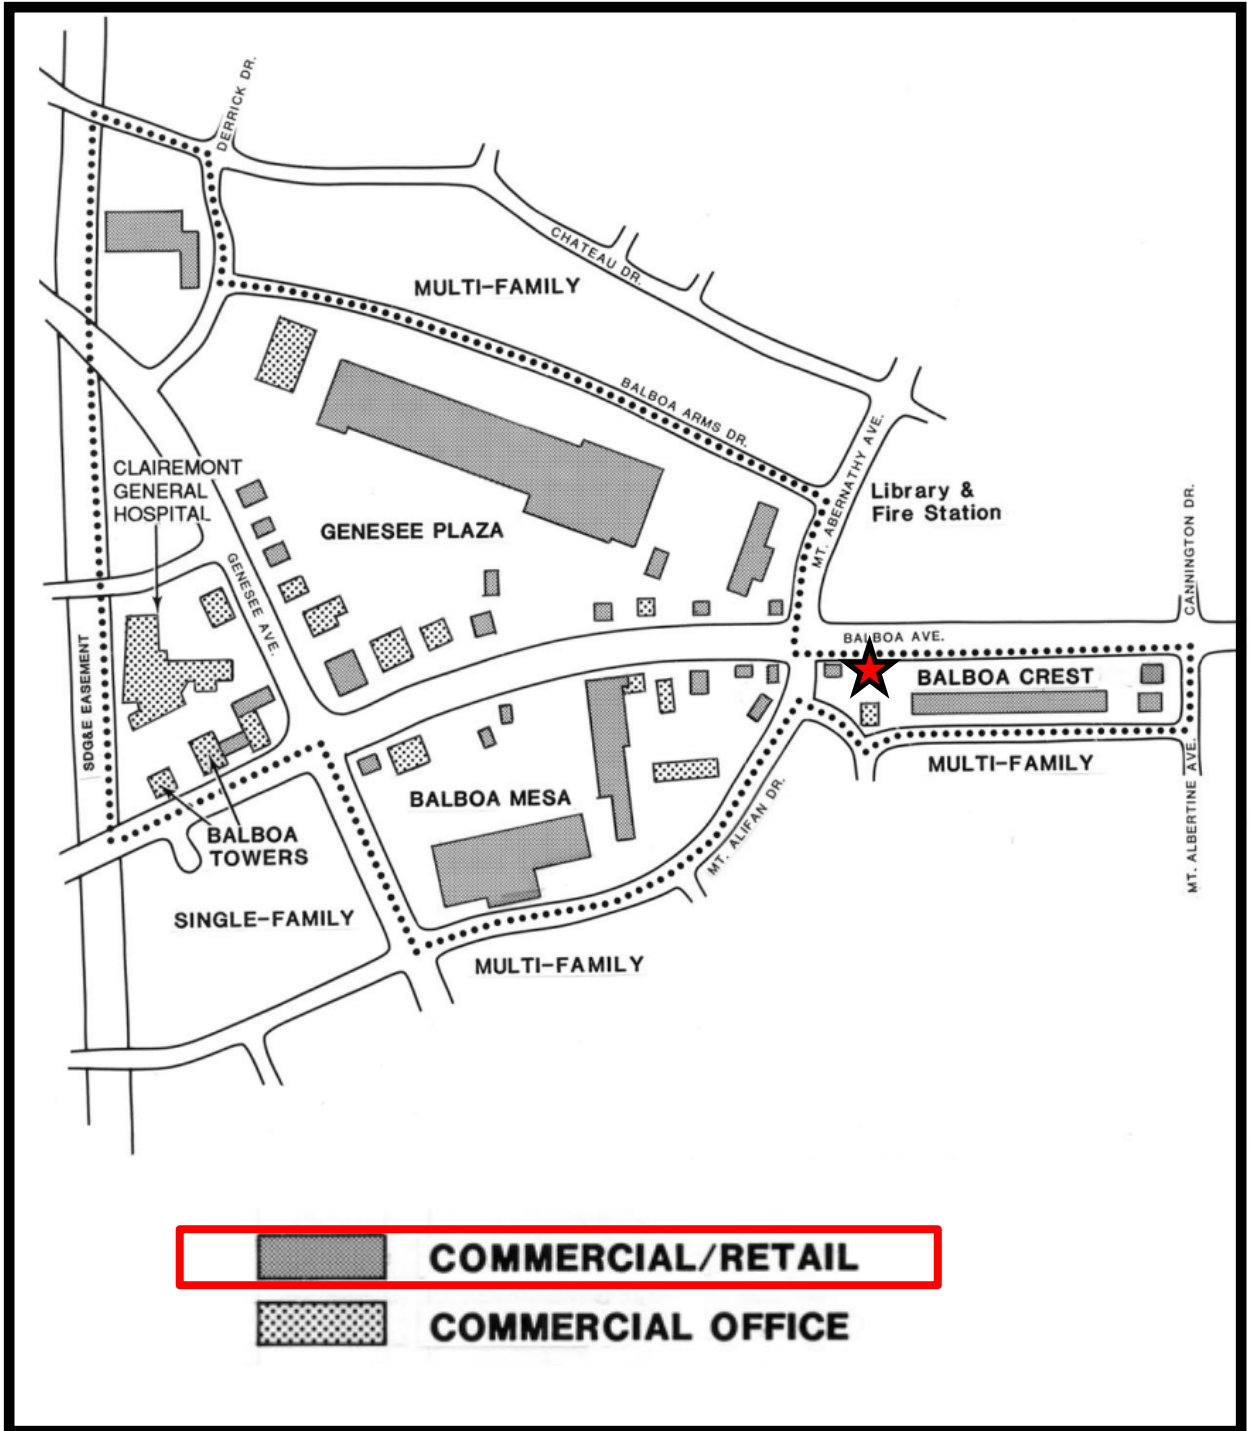 DERRICK DR.
CHATEAU DR.
MULTI-FAMILY
BALBOA ARMS DR.
MT. ABERNATHY AVE.
CLAIREMONT
GENERAL
HOSPITAL
Library &
Fire Station
GENESEE PLAZA
CANNINGTON DR.
GENESEE AVE.
BALBOA AVE.
SDG&E EASEMENT
BALBOA CREST
MULTI-FAMILY
BALBOA MESA
MT. ALIFAN DR.
MT. ALBERTINE AVE.
BALBOA
TOWERS
SINGLE-FAMILY
MULTI-FAMILY
COMMERCIAL/RETAIL
COMMERCIAL OFFICE